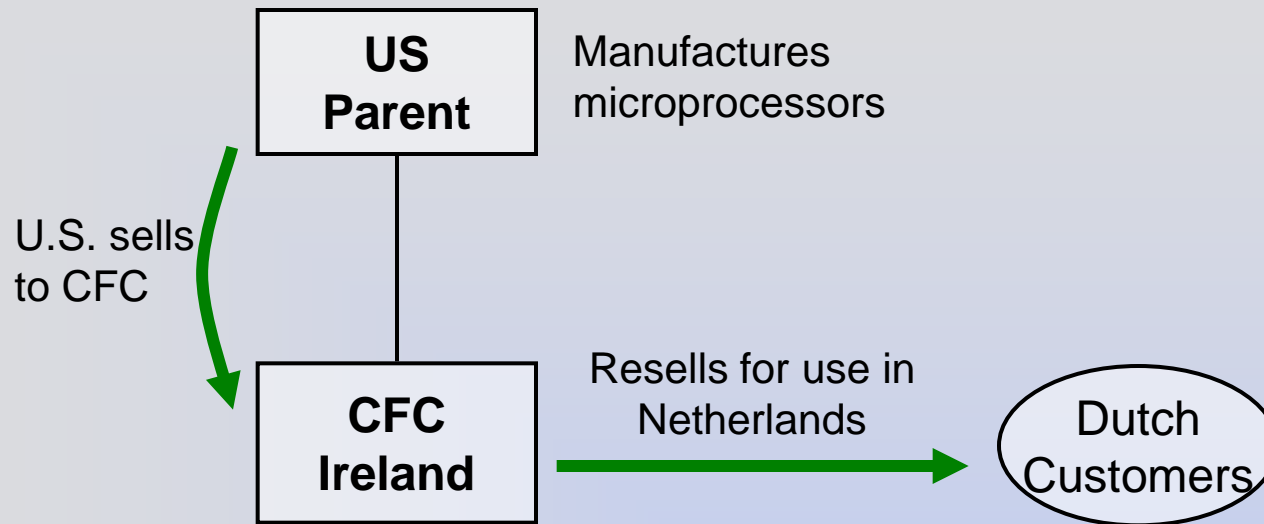 US
Parent
Manufactures
microprocessors
U.S. sells
to CFC
CFC
Ireland
Resells for use in
Netherlands
Dutch
Customers